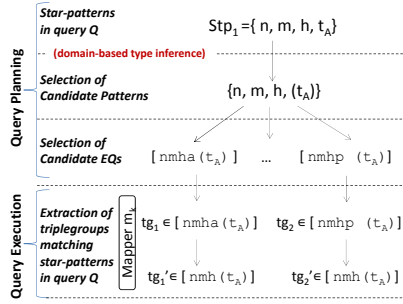 Star-patterns
in query Q
Stp1 = { n, m, h, tA}
(domain-based type inference)
Selection of
Candidate Patterns
{n, m, h, (tA)}
Query Planning
Selection of
Candidate EQs
[nmha(tA)] ... [nmhp (tA)]
Query Execution
Extraction of
triplegroups
matching
star-patterns
in query Q
Mapper mk
tg1 ∈ [nmha(tA)] tg2 ∈ [nmhp (tA)]
tg1' ∈ [nmh(tA)] tg2' ∈ [nmh(tA)]